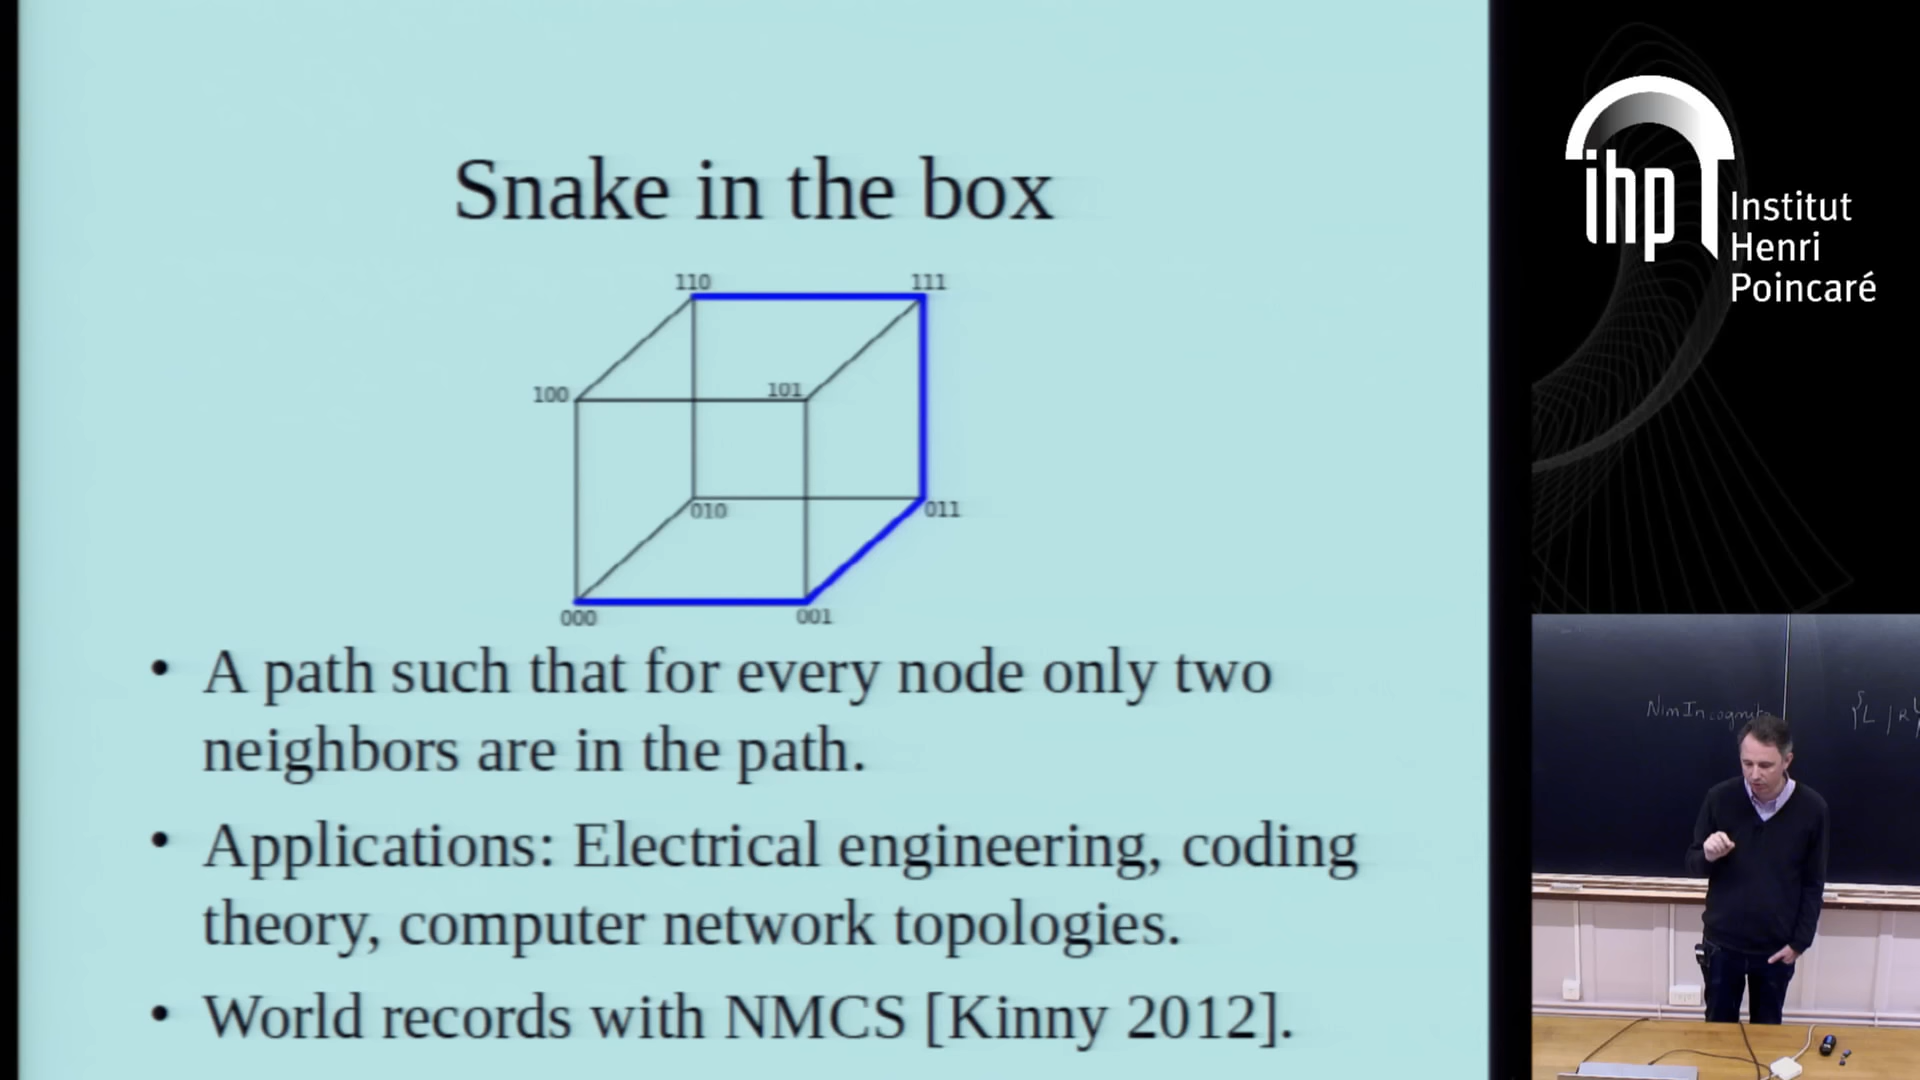 Snake in the box
110 111
100 101
010 011
000 001
• A path such that for every node only two
neighbors are in the path.
• Applications: Electrical engineering, coding
theory, computer network topologies.
• World records with NMCS [Kinny 2012].
ihp Institut
Henri
Poincaré
NimIncognito
{L | R